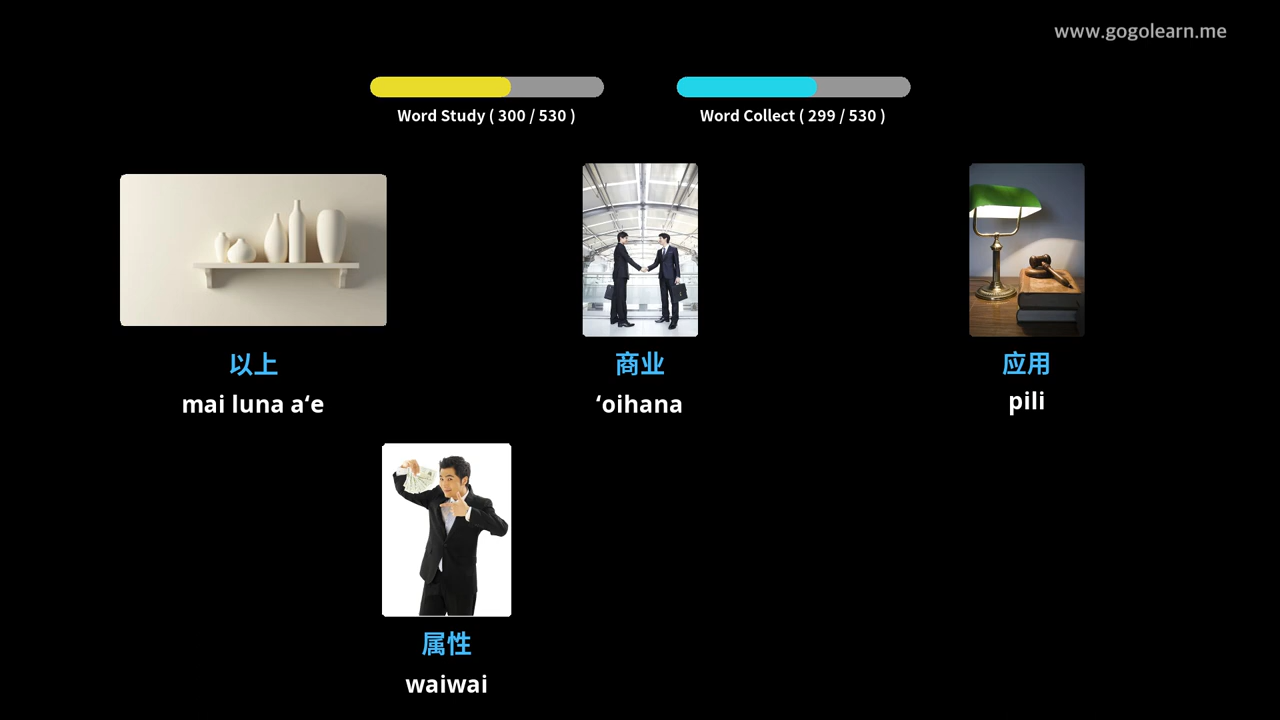 www.gogolearn.me
Word Study ( 300 / 530 )
Word Collect ( 299 / 530 )
以上
mai luna aʻe
商业
ʻoihana
应用
pili
属性
waiwai